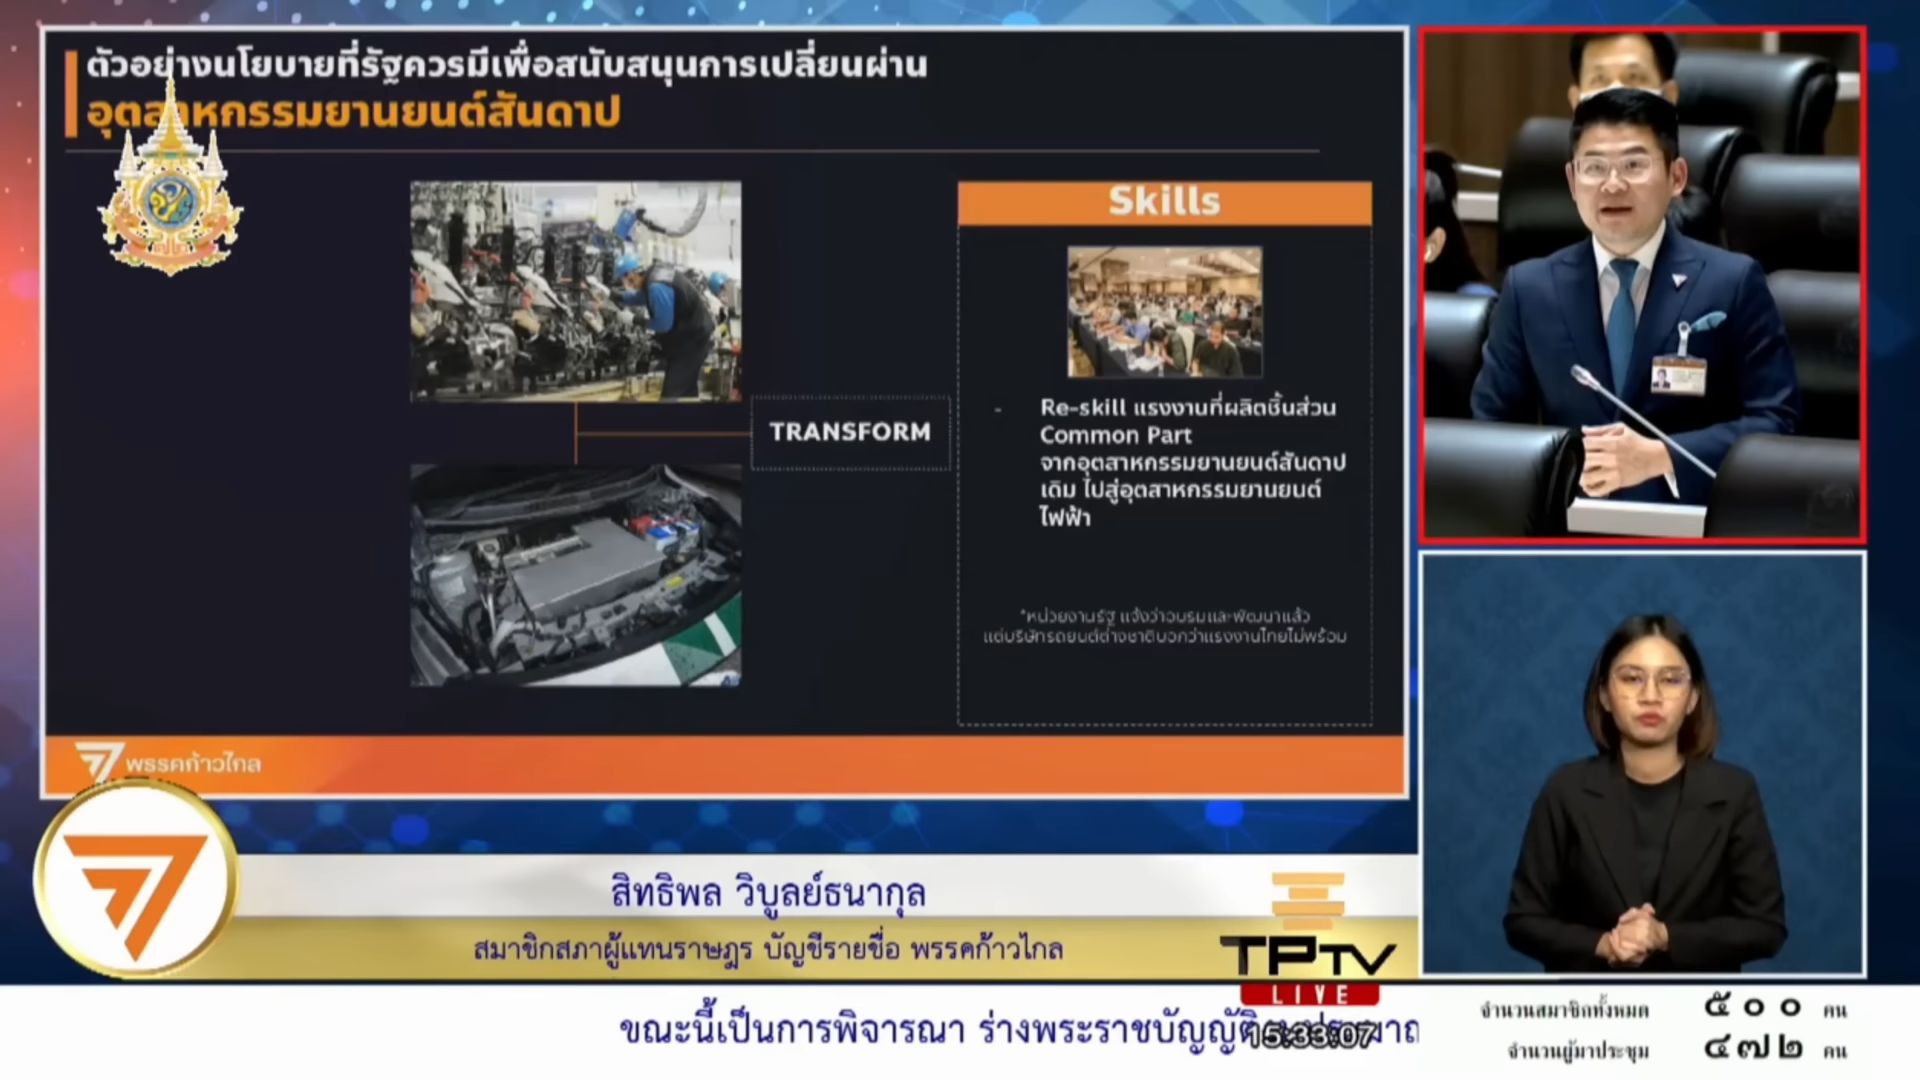 ตัวอย่างนโยบายที่รัฐควรมีเพื่อสนับสนุนการเปลี่ยนผ่าน
อุตสาหกรรมยานยนต์สันดาป
Skills
TRANSFORM
- Re-skill แรงงานที่ผลิตชิ้นส่วน
Common Part
จากอุตสาหกรรมยานยนต์สันดาป
เดิม ไปสู่อุตสาหกรรมยานยนต์
ไฟฟ้า
*หน่วยงานรัฐ แจ้งว่าอบรมและพัฒนาแล้ว
แต่บริษัทรถยนต์ต่างชาติบอกว่าแรงงานไทยไม่พร้อม
พรรคก้าวไกล
สิทธิพล วิบูลย์ธนากุล
สมาชิกสภาผู้แทนราษฎร บัญชีรายชื่อ พรรคก้าวไกล
TPTV
LIVE
ขณะนี้เป็นการพิจารณา ร่างพระราชบัญญัติ
15:33:07
จำนวนสมาชิกทั้งหมด ๕๐๐ คน
จำนวนผู้มาประชุม ๔๗๒ คน